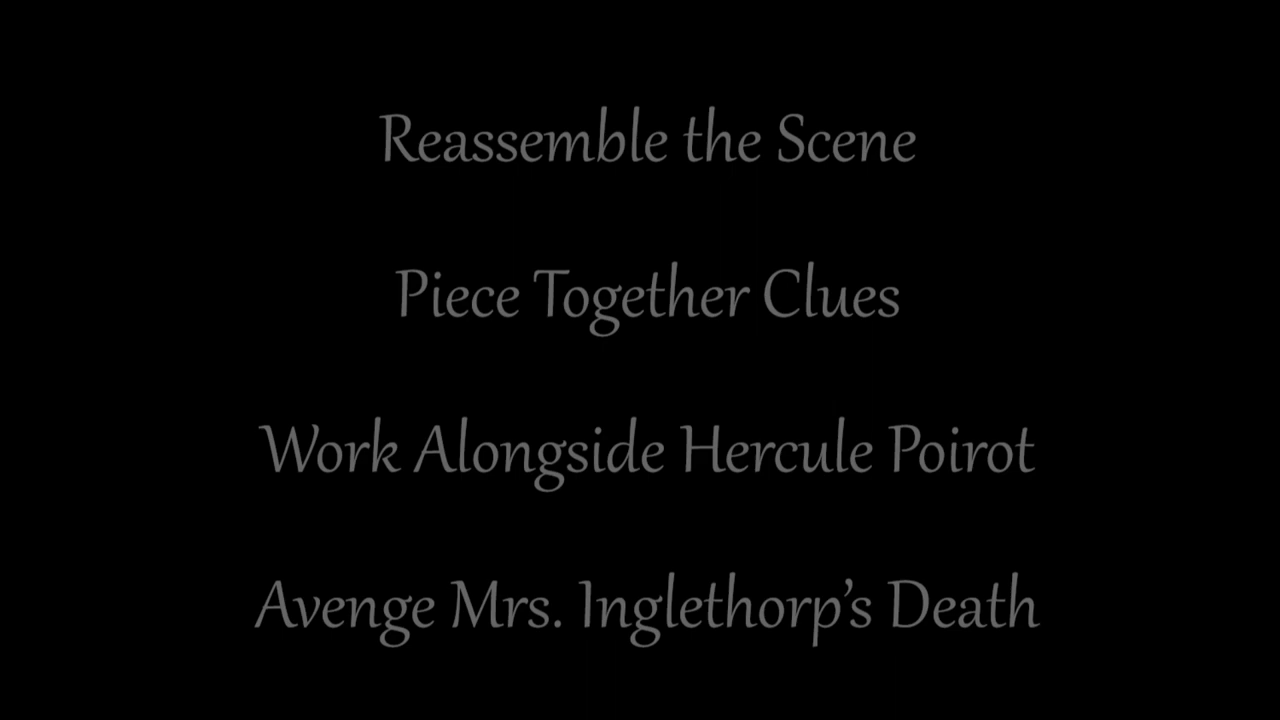 Reassemble the Scene
Piece Together Clues
Work Alongside Hercule Poirot
Avenge Mrs. Inglethorp’s Death